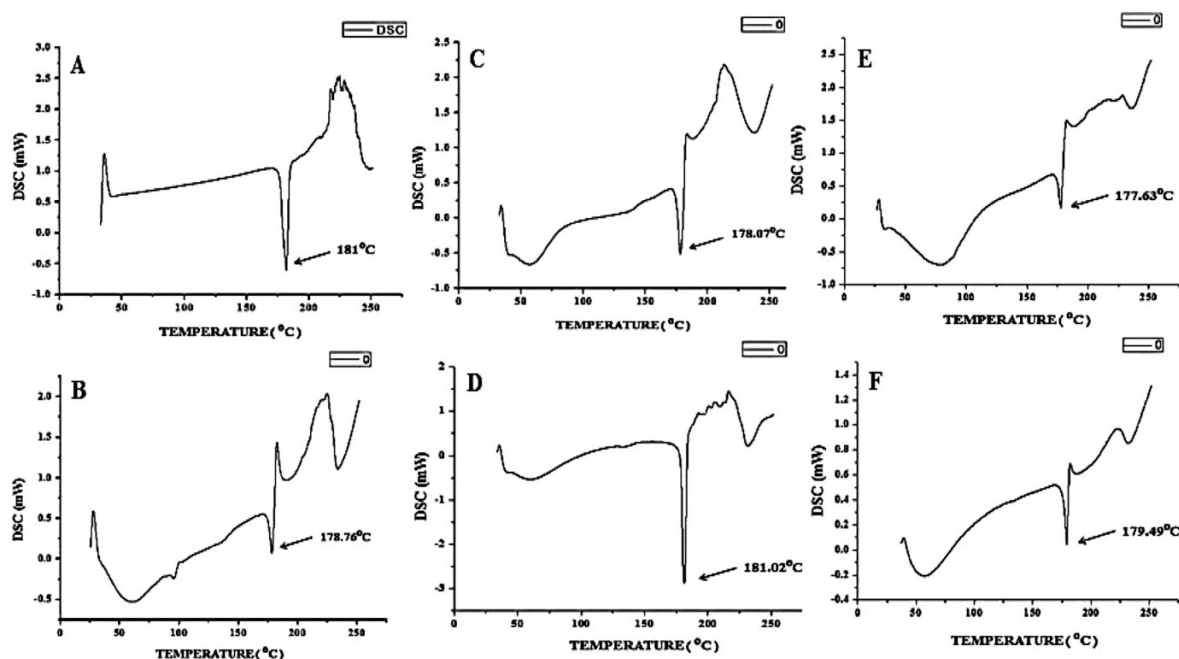 DSC
A
3.0
2.5
2.0
1.5
1.0
0.5
0.0
-0.5
-1.0
DSC (mW)
181°C
0 50 100 150 200 250
TEMPERATURE( °C)
0
C
2.5
2.0
1.5
1.0
0.5
0.0
-0.5
-1.0
DSC (mW)
178.07°C
0 50 100 150 200 250
TEMPERATURE( °C)
0
E
2.5
2.0
1.5
1.0
0.5
0.0
-0.5
-1.0
DSC (mW)
177.63°C
0 50 100 150 200 250
TEMPERATURE( °C)
0
B
2.0
1.5
1.0
0.5
0.0
-0.5
DSC (mW)
178.76°C
0 50 100 150 200 250
TEMPERATURE( °C)
0
D
2
1
0
-1
-2
-3
DSC (mW)
181.02°C
0 50 100 150 200 250
TEMPERATURE( °C)
0
F
1.4
1.2
1.0
0.8
0.6
0.4
0.2
0.0
-0.2
-0.4
DSC (mW)
179.49°C
0 50 100 150 200 250
TEMPERATURE( °C)